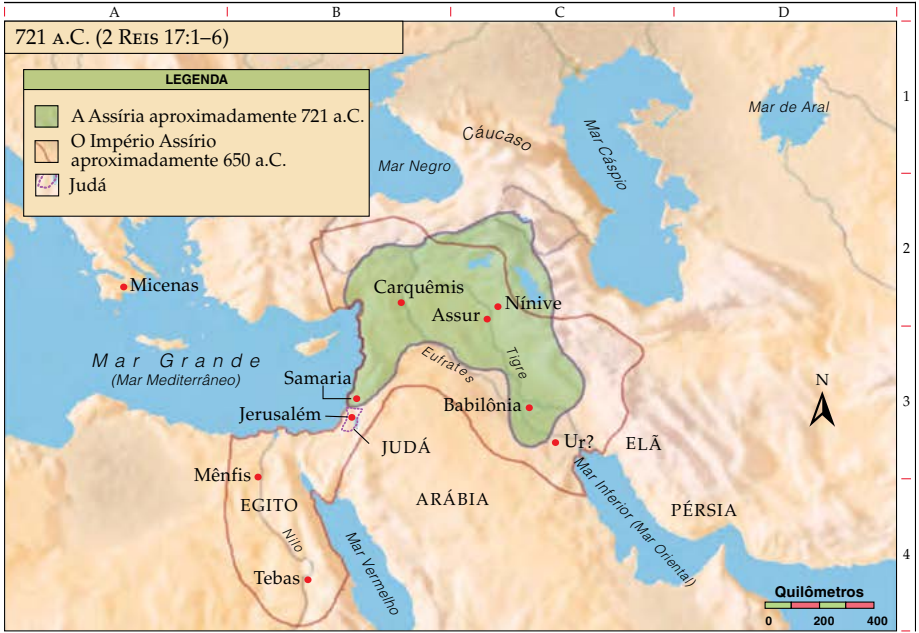 A
B
C
D
721 A.C. (2 REIS 17:1–6)
LEGENDA
A Assíria aproximadamente 721 a.C.
O Império Assírio
aproximadamente 650 a.C.
Judá
1
2
3
4
Cáucaso
Mar Negro
Mar Cáspio
Mar de Aral
Micenas
Carquêmis
Nínive
Assur
Mar Grande
(Mar Mediterrâneo)
Eufrates
Tigre
Samaria
Jerusalém
Babilônia
JUDÁ
Ur?
ELÃ
N
Mênfis
EGITO
ARÁBIA
PÉRSIA
Mar Inferior (Mar Oriental)
Nilo
Mar Vermelho
Tebas
Quilômetros
0 200 400